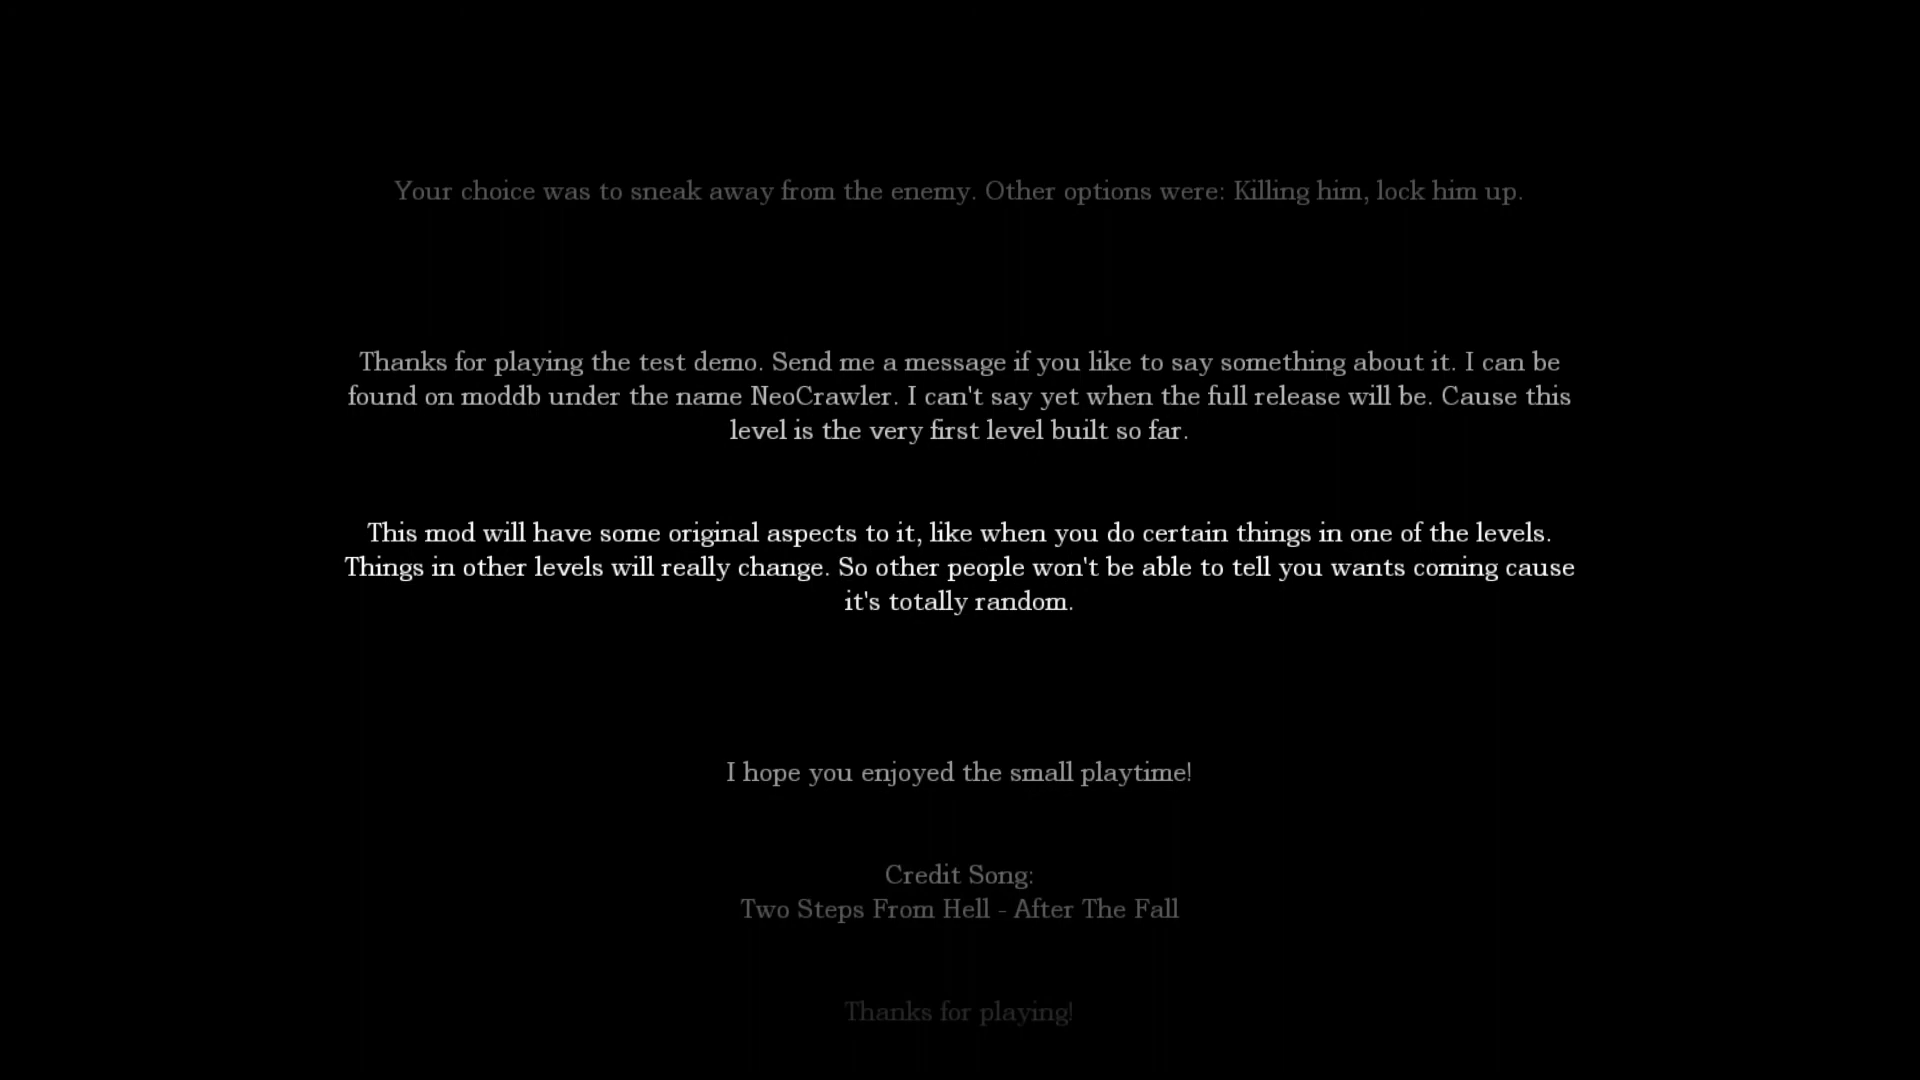 Your choice was to sneak away from the enemy. Other options were: Killing him, lock him up.
Thanks for playing the test demo. Send me a message if you like to say something about it. I can be
found on moddb under the name NeoCrawler. I can't say yet when the full release will be. Cause this
level is the very first level built so far.
This mod will have some original aspects to it, like when you do certain things in one of the levels.
Things in other levels will really change. So other people won't be able to tell you wants coming cause
it's totally random.
I hope you enjoyed the small playtime!
Credit Song:
Two Steps From Hell - After The Fall
Thanks for playing!